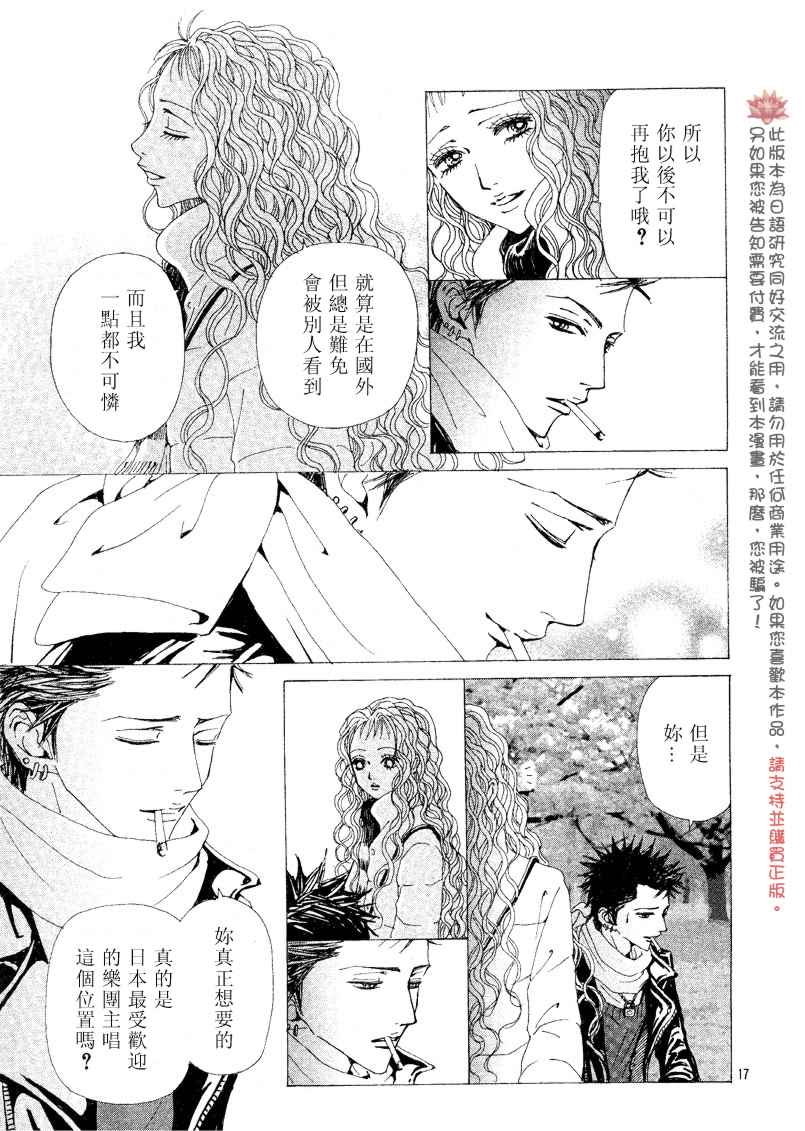 所以
你以後不可以
再抱我了哦？
就算是在國外
但總是難免
會被別人看到
而且我
一點都不可憐
但是
妳…
妳真正想要的
真的是
日本最受歡迎
的樂團主唱
這個位置嗎？
17
此版本為日語研究同好交流之用，請勿用於任何商業用途。如果您喜歡本作品，請支持並購買正版。
另如果您被告知需要付費，才能看到本漫畫，那麼，您被騙了！